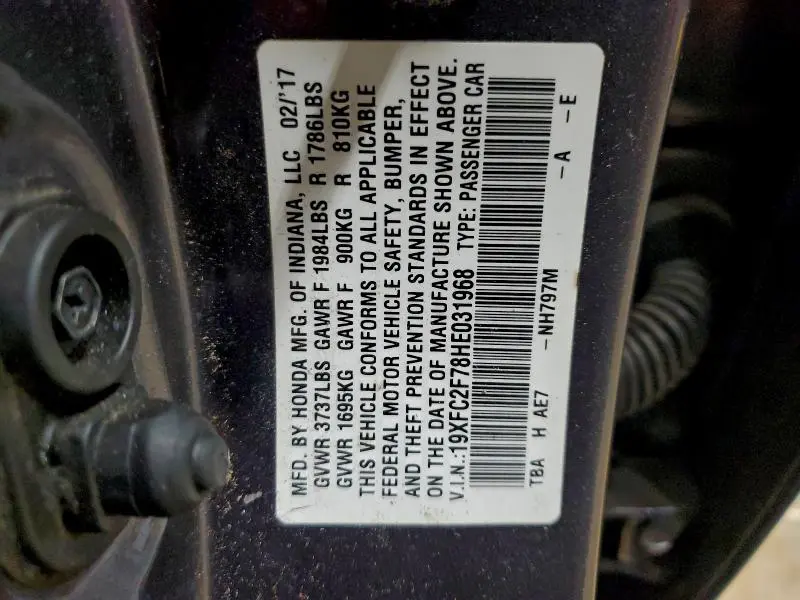 MFD. BY HONDA MFG. OF INDIANA, LLC 02/'17
GVWR 3737LBS GAWR F 1984LBS R 1786LBS
GVWR 1695KG GAWR F 900KG R 810KG
THIS VEHICLE CONFORMS TO ALL APPLICABLE
FEDERAL MOTOR VEHICLE SAFETY, BUMPER,
AND THEFT PREVENTION STANDARDS IN EFFECT
ON THE DATE OF MANUFACTURE SHOWN ABOVE.
V.I.N.:19XFC2F78HE031968 TYPE: PASSENGER CAR
TBA H AE7 -NH797M -A -E